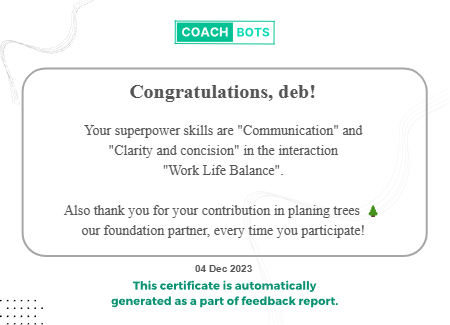 COACH BOTS
Congratulations, deb!
Your superpower skills are "Communication" and
"Clarity and concision" in the interaction
"Work Life Balance".
Also thank you for your contribution in planing trees 🌲
our foundation partner, every time you participate!
04 Dec 2023
This certificate is automatically
generated as a part of feedback report.